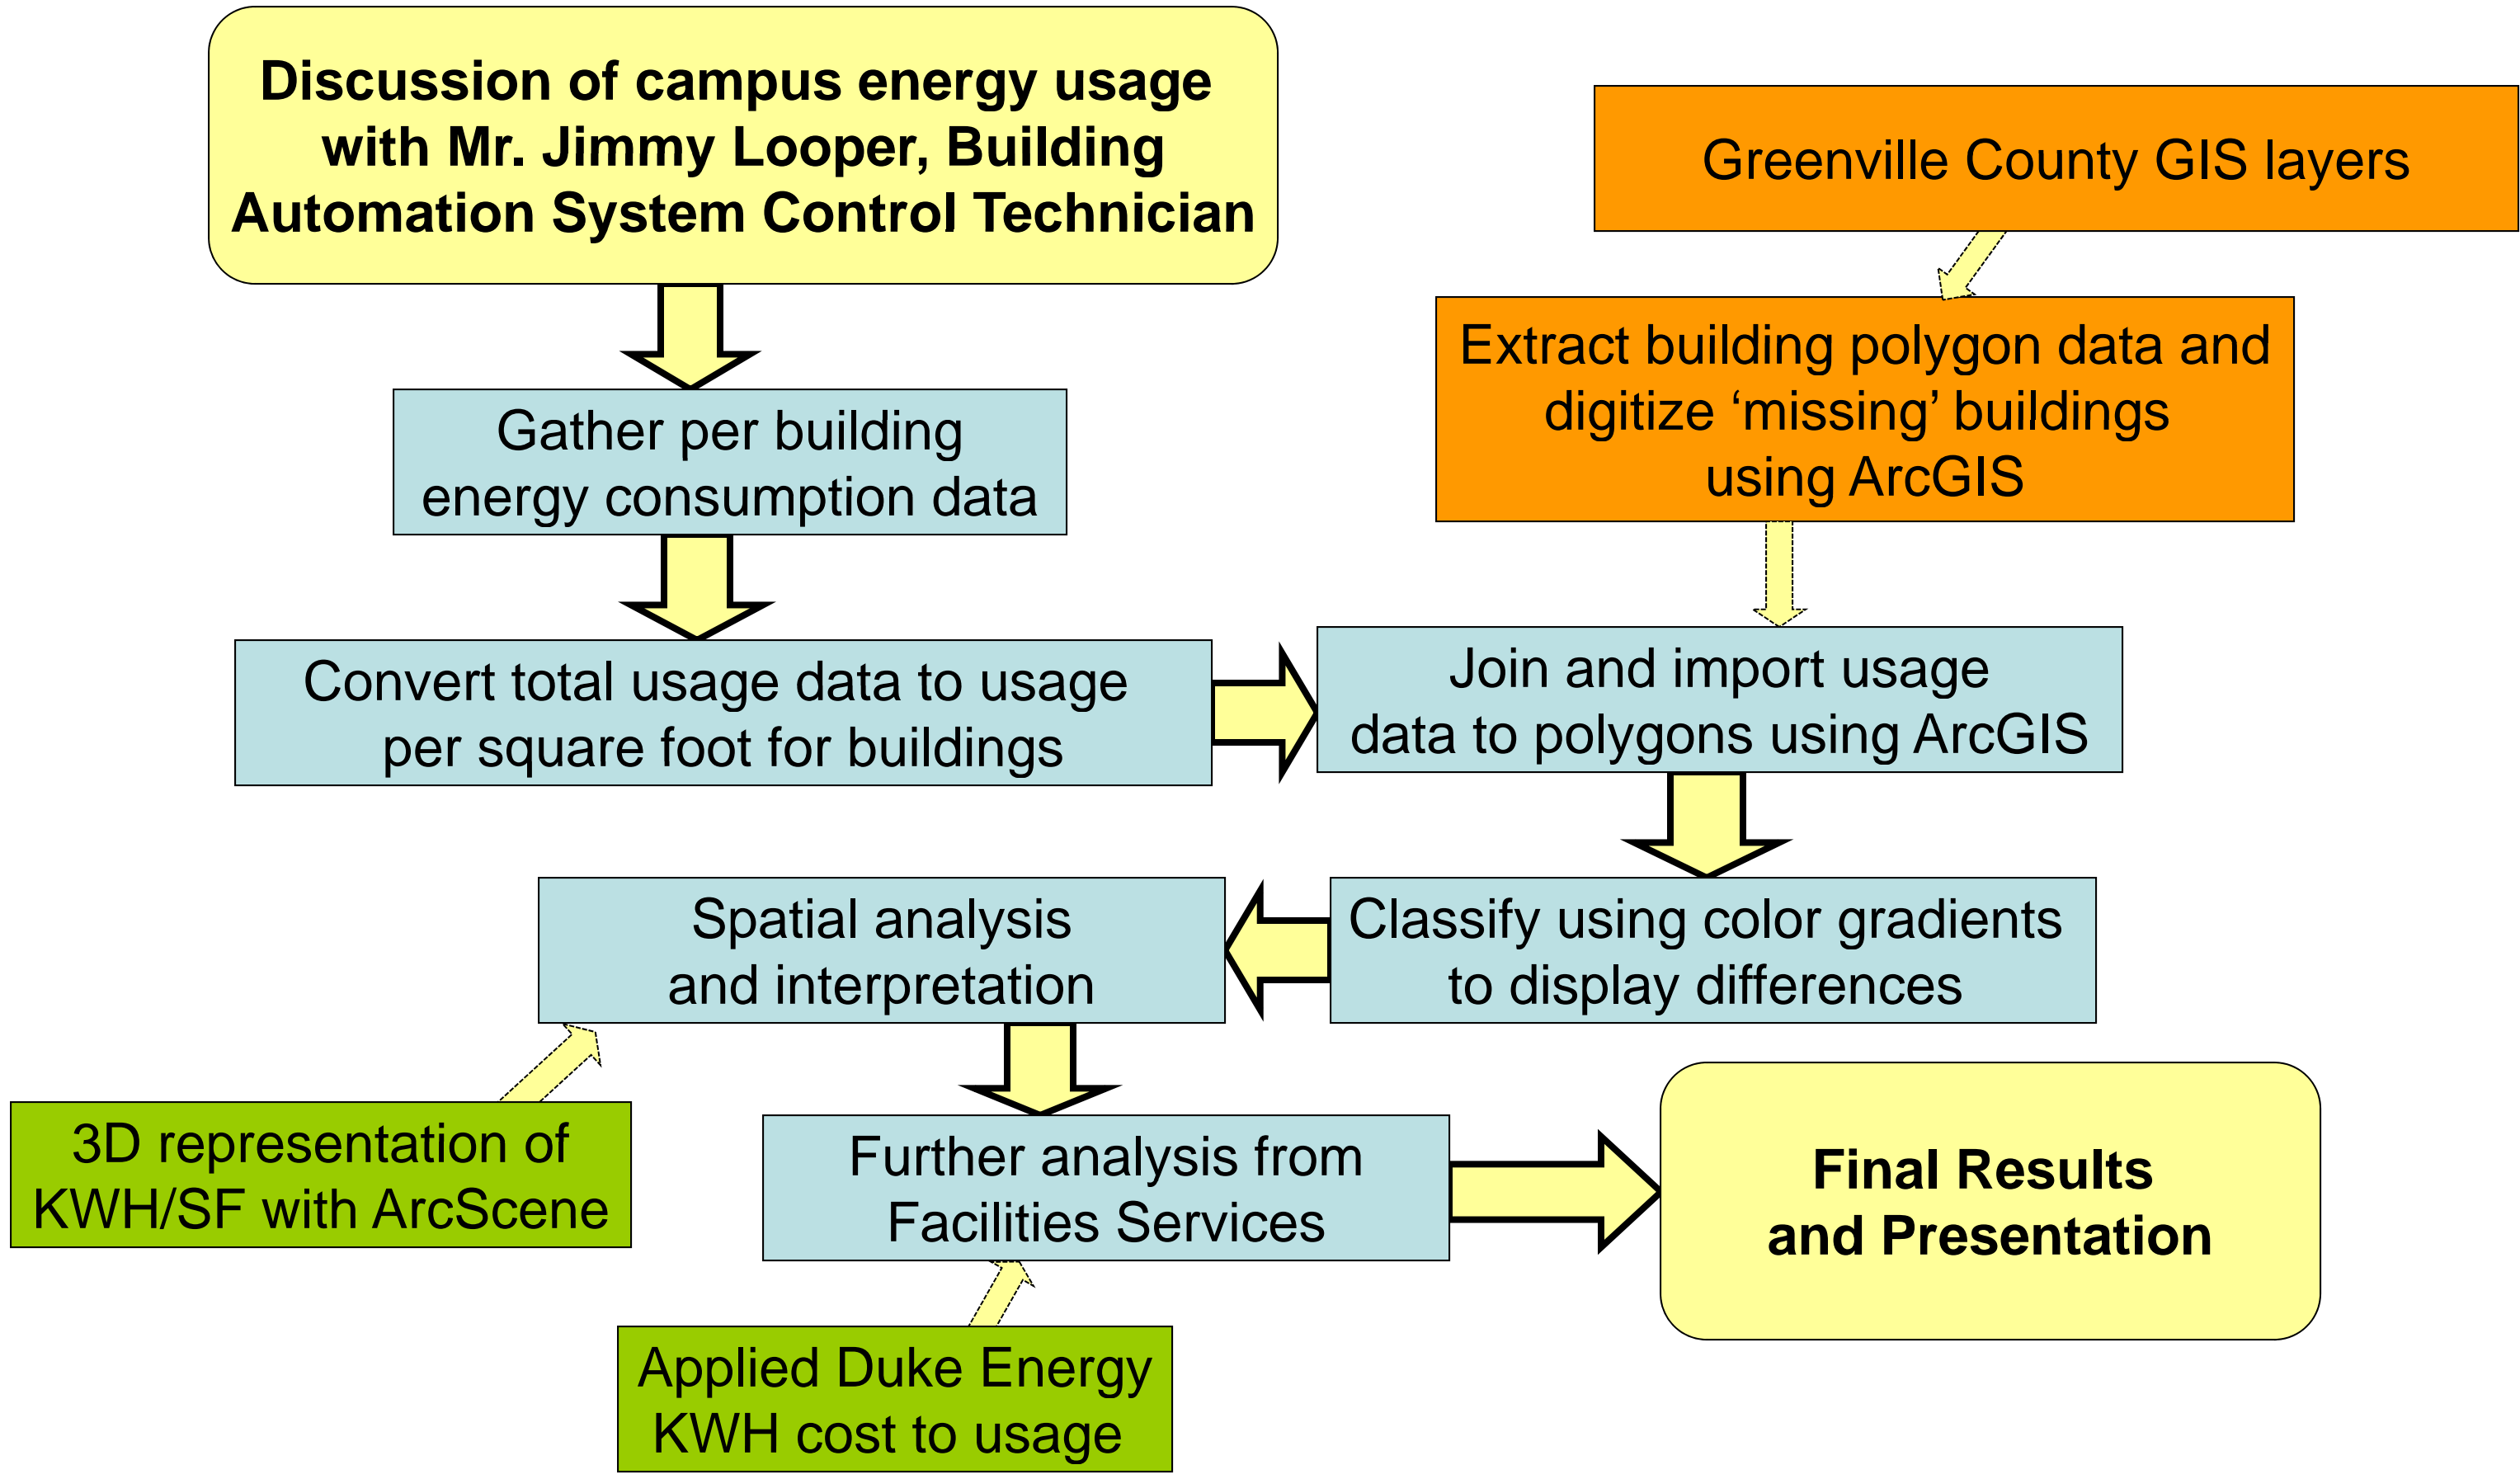 Discussion of campus energy usage
with Mr. Jimmy Looper, Building
Automation System Control Technician
Greenville County GIS layers
Extract building polygon data and
digitize ‘missing’ buildings
using ArcGIS
Gather per building
energy consumption data
Convert total usage data to usage
per square foot for buildings
Join and import usage
data to polygons using ArcGIS
Classify using color gradients
to display differences
Spatial analysis
and interpretation
3D representation of
KWH/SF with ArcScene
Further analysis from
Facilities Services
Applied Duke Energy
KWH cost to usage
Final Results
and Presentation